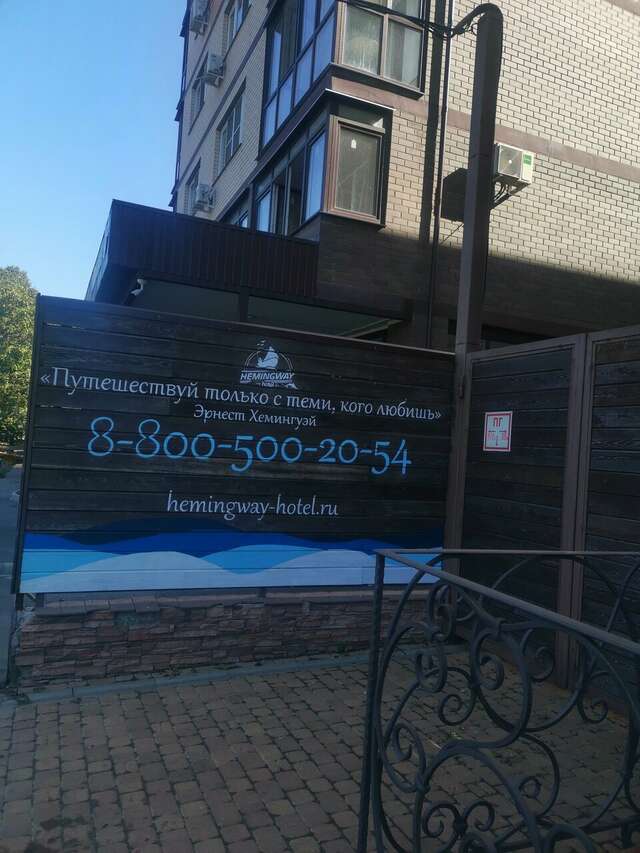 HEMINGWAY
«Путешествуй только с теми, кого любишь»
Эрнест Хемингуэй
8-800-500-20-54
hemingway-hotel.ru
ПГ